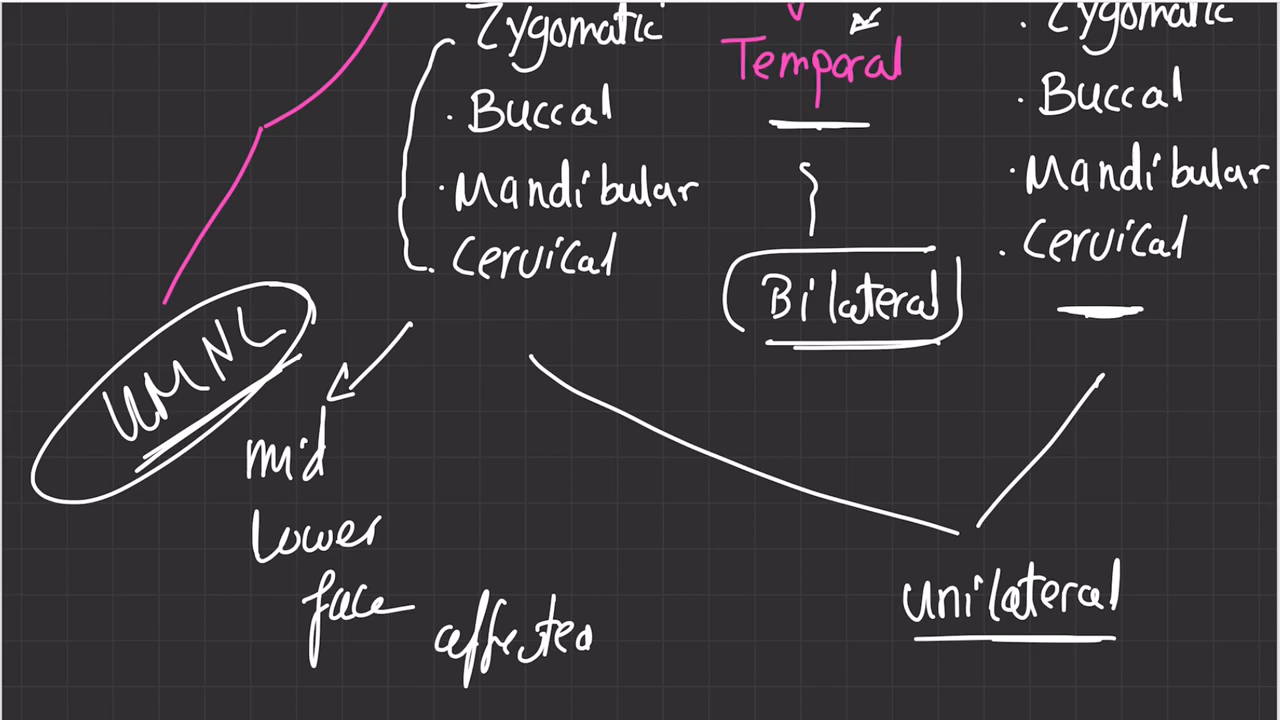 Zygomatic
· Buccal
· Mandibular
· Cervical
Temporal
Bilateral
· Zygomatic
· Buccal
· Mandibular
· Cervical
UMNL
mid
Lower
face
affected
unilateral